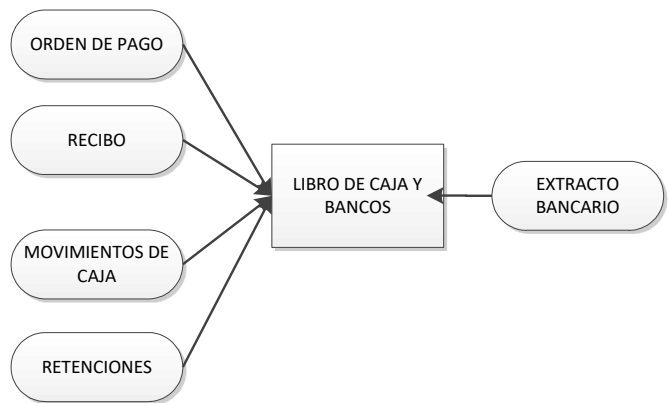 ORDEN DE PAGO
RECIBO
MOVIMIENTOS DE
CAJA
RETENCIONES
LIBRO DE CAJA Y
BANCOS
EXTRACTO
BANCARIO